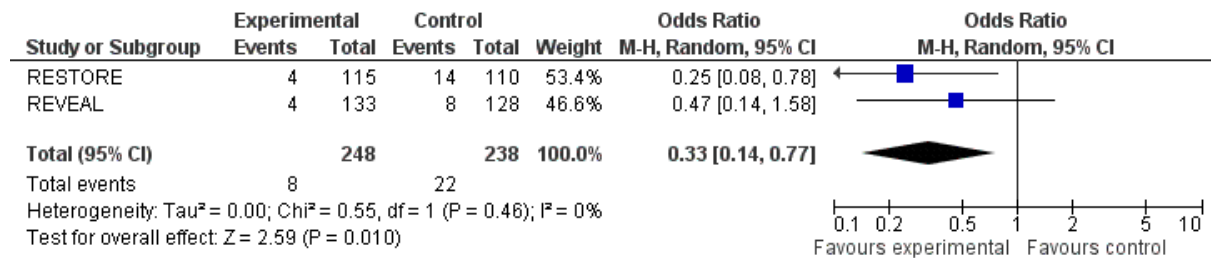 Experimental Control Odds Ratio Odds Ratio
Study or Subgroup Events Total Events Total Weight M-H, Random, 95% CI M-H, Random, 95% CI
RESTORE 4 115 14 110 53.4% 0.25 [0.08, 0.78]
REVEAL 4 133 8 128 46.6% 0.47 [0.14, 1.58]
Total (95% CI) 248 238 100.0% 0.33 [0.14, 0.77]
Total events 8 22
Heterogeneity: Tau² = 0.00; Chi² = 0.55, df = 1 (P = 0.46); I² = 0%
Test for overall effect: Z = 2.59 (P = 0.010)
0.1 0.2 0.5 1 2 5 10
Favours experimental Favours control